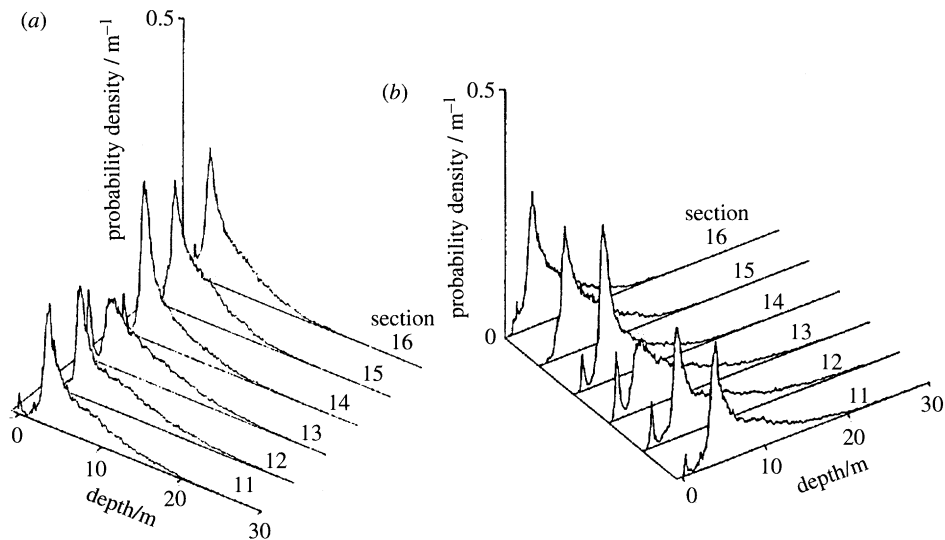 (a)
0.5
probability density / m⁻¹
section
16
15
14
13
12
11
0
10
20
30
depth/m
(b)
0.5
probability density / m⁻¹
0
section
16
15
14
13
12
11
0
10
20
30
depth/m